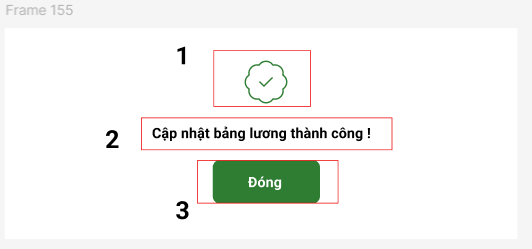 Frame 155
1
2
Cập nhật bảng lương thành công !
Đóng
3